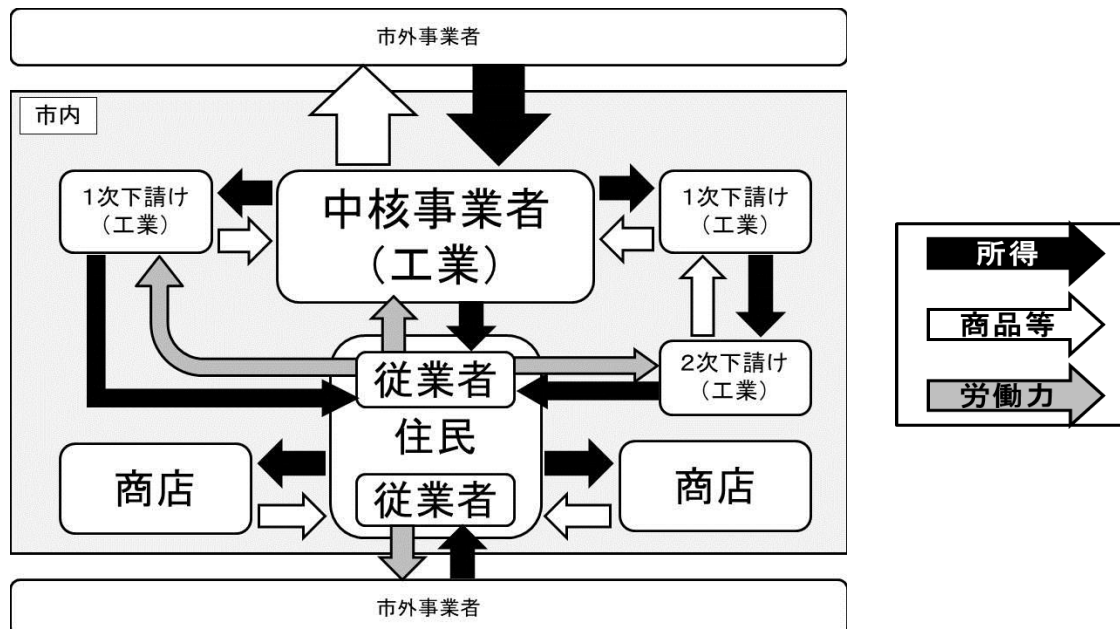 市外事業者
市内
1次下請け
（工業）
中核事業者
（工業）
1次下請け
（工業）
所得
商品等
労働力
従業者
2次下請け
（工業）
住民
商店
従業者
商店
市外事業者